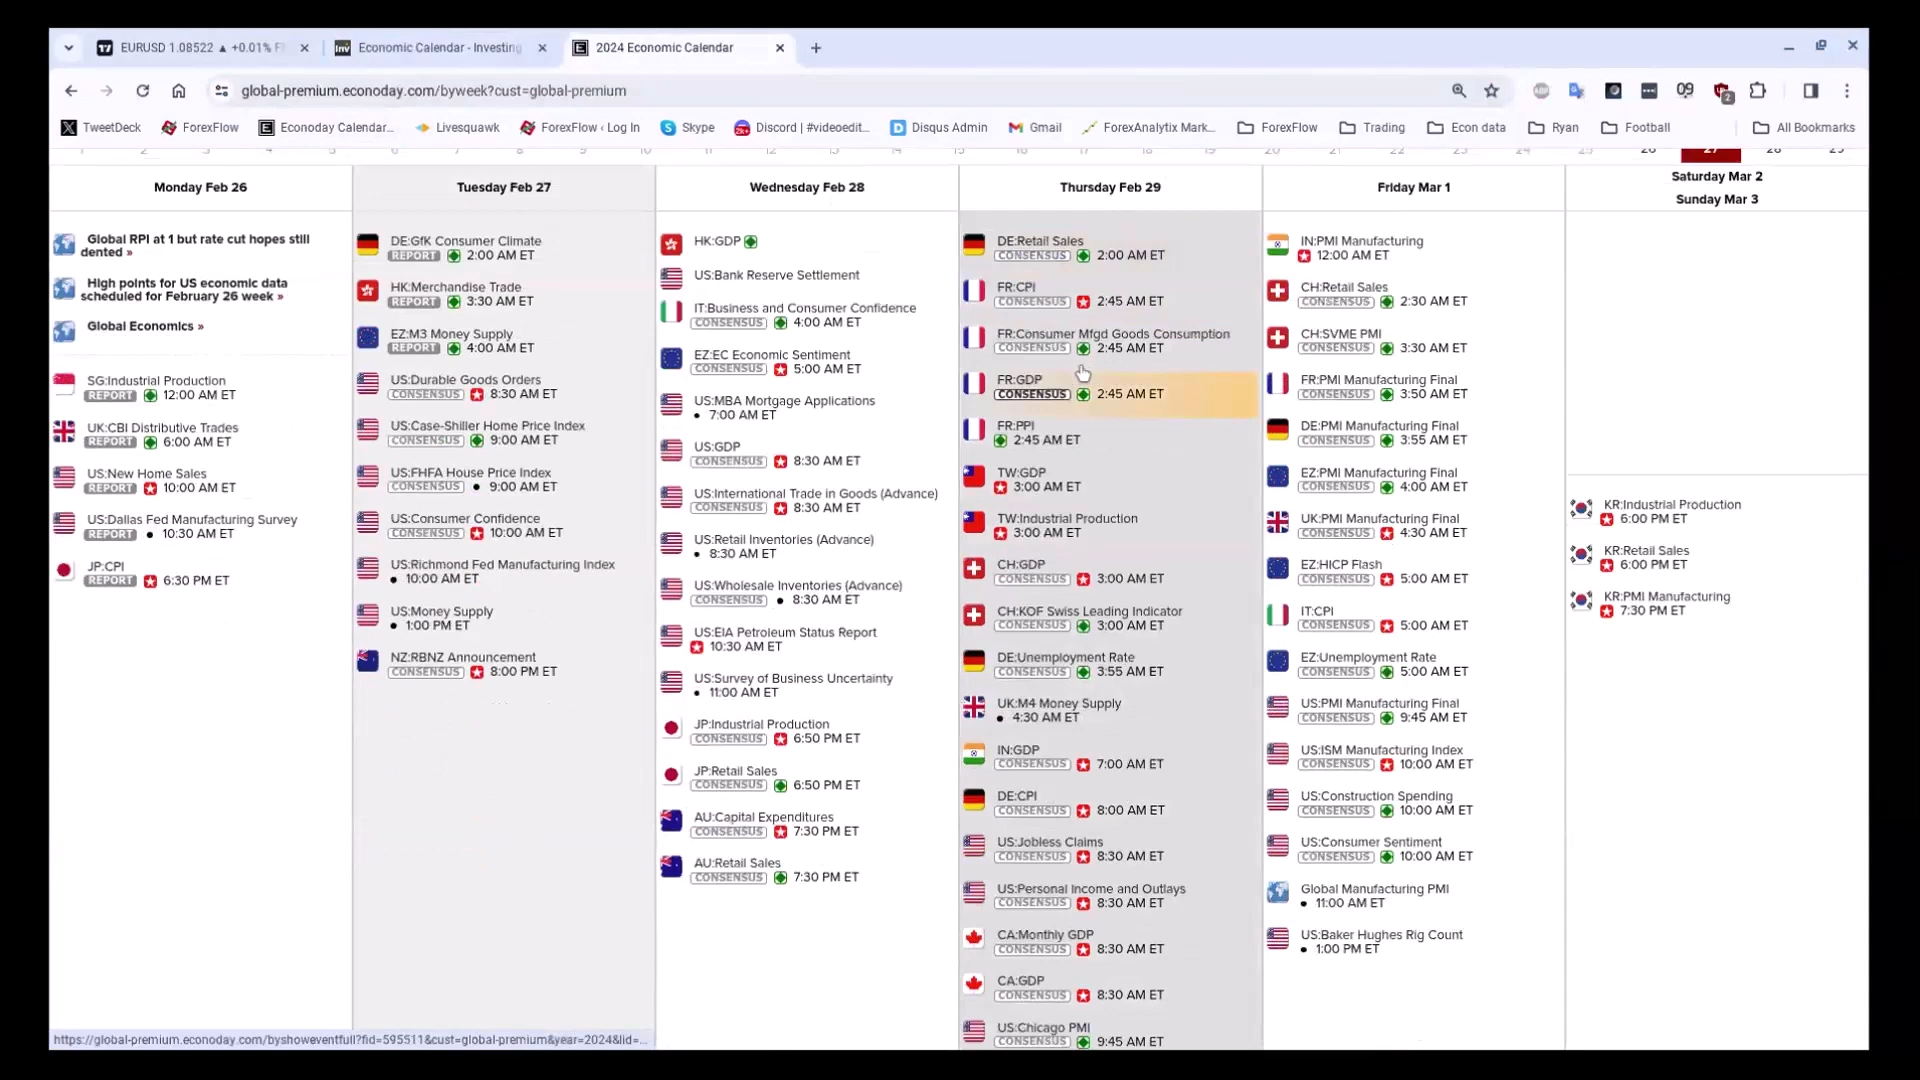 EURUSD 1.08522 ▲ +0.01%
Economic Calendar - Investing
2024 Economic Calendar
global-premium.econoday.com/byweek?cust=global-premium
TweetDeck
ForexFlow
Econoday Calendar...
Livesquawk
ForexFlow ‹ Log In
Skype
Discord | #videoedit...
Disqus Admin
Gmail
ForexAnalytix Mark...
ForexFlow
Trading
Econ data
Ryan
Football
All Bookmarks
Monday Feb 26
Global RPI at 1 but rate cut hopes still
dented »
High points for US economic data
scheduled for February 26 week »
Global Economics »
SG:Industrial Production
REPORT 12:00 AM ET
UK:CBI Distributive Trades
REPORT 6:00 AM ET
US:New Home Sales
REPORT 10:00 AM ET
US:Dallas Fed Manufacturing Survey
REPORT • 10:30 AM ET
JP:CPI
REPORT 6:30 PM ET
Tuesday Feb 27
DE:GfK Consumer Climate
REPORT 2:00 AM ET
HK:Merchandise Trade
REPORT 3:30 AM ET
EZ:M3 Money Supply
REPORT 4:00 AM ET
US:Durable Goods Orders
CONSENSUS 8:30 AM ET
US:Case-Shiller Home Price Index
CONSENSUS 9:00 AM ET
US:FHFA House Price Index
CONSENSUS • 9:00 AM ET
US:Consumer Confidence
CONSENSUS 10:00 AM ET
US:Richmond Fed Manufacturing Index
• 10:00 AM ET
US:Money Supply
• 1:00 PM ET
NZ:RBNZ Announcement
CONSENSUS 8:00 PM ET
Wednesday Feb 28
HK:GDP
US:Bank Reserve Settlement
IT:Business and Consumer Confidence
CONSENSUS 4:00 AM ET
EZ:EC Economic Sentiment
CONSENSUS 5:00 AM ET
US:MBA Mortgage Applications
• 7:00 AM ET
US:GDP
CONSENSUS 8:30 AM ET
US:International Trade in Goods (Advance)
CONSENSUS 8:30 AM ET
US:Retail Inventories (Advance)
• 8:30 AM ET
US:Wholesale Inventories (Advance)
CONSENSUS • 8:30 AM ET
US:EIA Petroleum Status Report
10:30 AM ET
US:Survey of Business Uncertainty
• 11:00 AM ET
JP:Industrial Production
CONSENSUS 6:50 PM ET
JP:Retail Sales
CONSENSUS 6:50 PM ET
AU:Capital Expenditures
CONSENSUS 7:30 PM ET
AU:Retail Sales
CONSENSUS 7:30 PM ET
Thursday Feb 29
DE:Retail Sales
CONSENSUS 2:00 AM ET
FR:CPI
CONSENSUS 2:45 AM ET
FR:Consumer Mfgd Goods Consumption
CONSENSUS 2:45 AM ET
FR:GDP
CONSENSUS 2:45 AM ET
FR:PPI
2:45 AM ET
TW:GDP
3:00 AM ET
TW:Industrial Production
3:00 AM ET
CH:GDP
CONSENSUS 3:00 AM ET
CH:KOF Swiss Leading Indicator
CONSENSUS 3:00 AM ET
DE:Unemployment Rate
CONSENSUS 3:55 AM ET
UK:M4 Money Supply
• 4:30 AM ET
IN:GDP
CONSENSUS 7:00 AM ET
DE:CPI
CONSENSUS 8:00 AM ET
US:Jobless Claims
CONSENSUS 8:30 AM ET
US:Personal Income and Outlays
CONSENSUS 8:30 AM ET
CA:Monthly GDP
CONSENSUS 8:30 AM ET
CA:GDP
CONSENSUS 8:30 AM ET
US:Chicago PMI
CONSENSUS 9:45 AM ET
Friday Mar 1
IN:PMI Manufacturing
12:00 AM ET
CH:Retail Sales
CONSENSUS 2:30 AM ET
CH:SVME PMI
CONSENSUS 3:30 AM ET
FR:PMI Manufacturing Final
CONSENSUS 3:50 AM ET
DE:PMI Manufacturing Final
CONSENSUS 3:55 AM ET
EZ:PMI Manufacturing Final
CONSENSUS 4:00 AM ET
UK:PMI Manufacturing Final
CONSENSUS 4:30 AM ET
EZ:HICP Flash
CONSENSUS 5:00 AM ET
IT:CPI
CONSENSUS 5:00 AM ET
EZ:Unemployment Rate
CONSENSUS 5:00 AM ET
US:PMI Manufacturing Final
CONSENSUS 9:45 AM ET
US:ISM Manufacturing Index
CONSENSUS 10:00 AM ET
US:Construction Spending
CONSENSUS 10:00 AM ET
US:Consumer Sentiment
CONSENSUS 10:00 AM ET
Global Manufacturing PMI
• 11:00 AM ET
US:Baker Hughes Rig Count
• 1:00 PM ET
Saturday Mar 2
Sunday Mar 3
KR:Industrial Production
6:00 PM ET
KR:Retail Sales
6:00 PM ET
KR:PMI Manufacturing
7:30 PM ET
https://global-premium.econoday.com/byshoweventfull?fid=595511&cust=global-premium&year=2024&lid=...